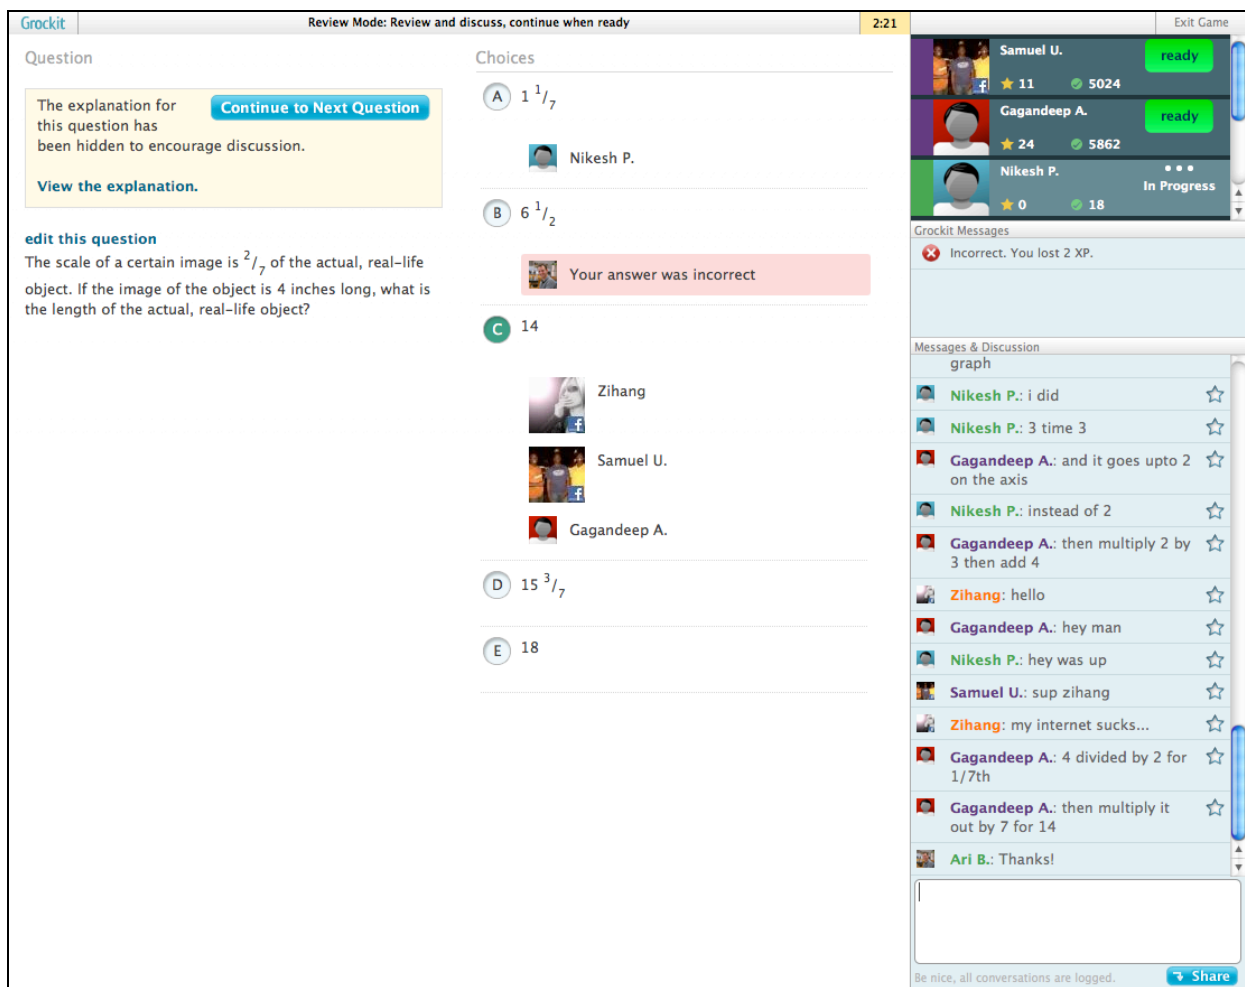 Grockit
Review Mode: Review and discuss, continue when ready
2:21
Exit Game
Question
The explanation for
this question has
been hidden to encourage discussion.
Continue to Next Question
View the explanation.
edit this question
The scale of a certain image is 2/7 of the actual, real-life
object. If the image of the object is 4 inches long, what is
the length of the actual, real-life object?
Choices
A 1 1/7
Nikesh P.
B 6 1/2
Your answer was incorrect
C 14
Zihang
f
Samuel U.
f
Gagandeep A.
D 15 3/7
E 18
Samuel U.
ready
f
11 5024
Gagandeep A.
ready
24 5862
Nikesh P.
In Progress
0 18
Grockit Messages
Incorrect. You lost 2 XP.
Messages & Discussion
graph
Nikesh P.: i did
Nikesh P.: 3 time 3
Gagandeep A.: and it goes upto 2
on the axis
Nikesh P.: instead of 2
Gagandeep A.: then multiply 2 by
3 then add 4
Zihang: hello
Gagandeep A.: hey man
Nikesh P.: hey was up
Samuel U.: sup zihang
Zihang: my internet sucks...
Gagandeep A.: 4 divided by 2 for
1/7th
Gagandeep A.: then multiply it
out by 7 for 14
Ari B.: Thanks!
Be nice, all conversations are logged.
Share